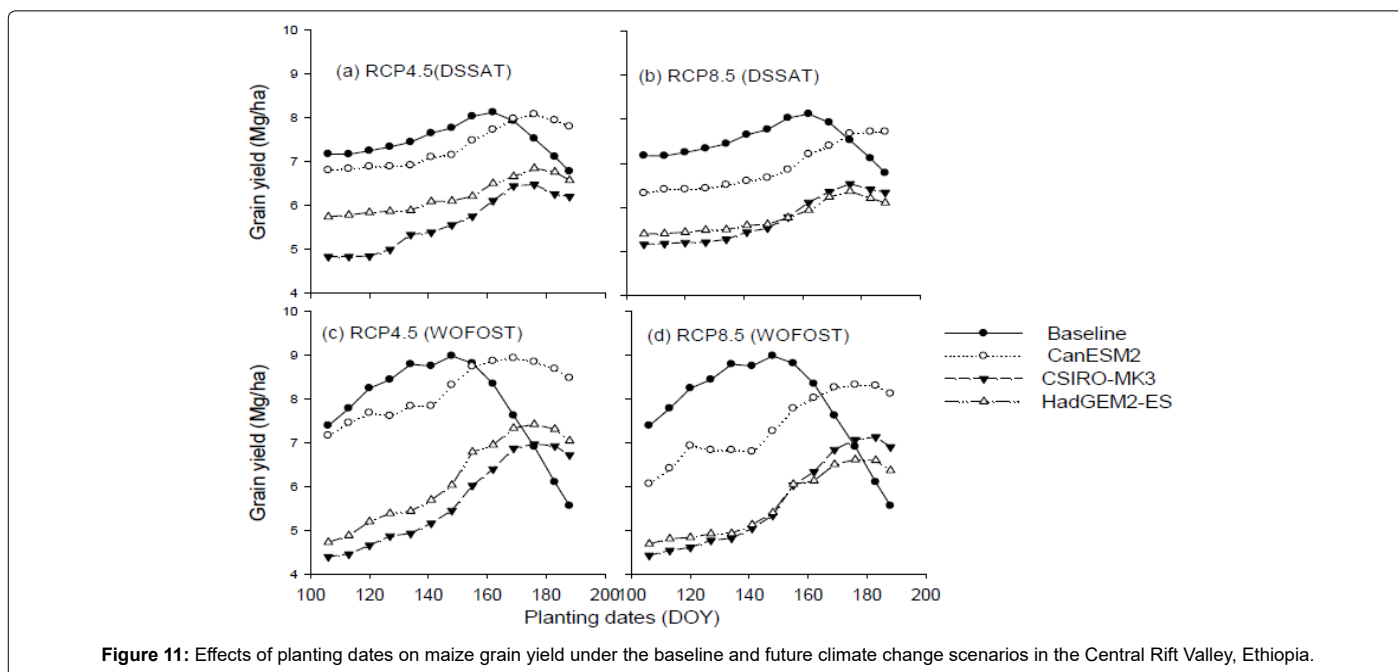 10
9
8
7
6
5
4
Grain yield (Mg/ha)
(a) RCP4.5(DSSAT)
(b) RCP8.5 (DSSAT)
10
9
8
7
6
5
4
Grain yield (Mg/ha)
(c) RCP4.5 (WOFOST)
(d) RCP8.5 (WOFOST)
Baseline
CanESM2
CSIRO-MK3
HadGEM2-ES
100 120 140 160 180 200
100 120 140 160 180 200
Planting dates (DOY)
Figure 11: Effects of planting dates on maize grain yield under the baseline and future climate change scenarios in the Central Rift Valley, Ethiopia.